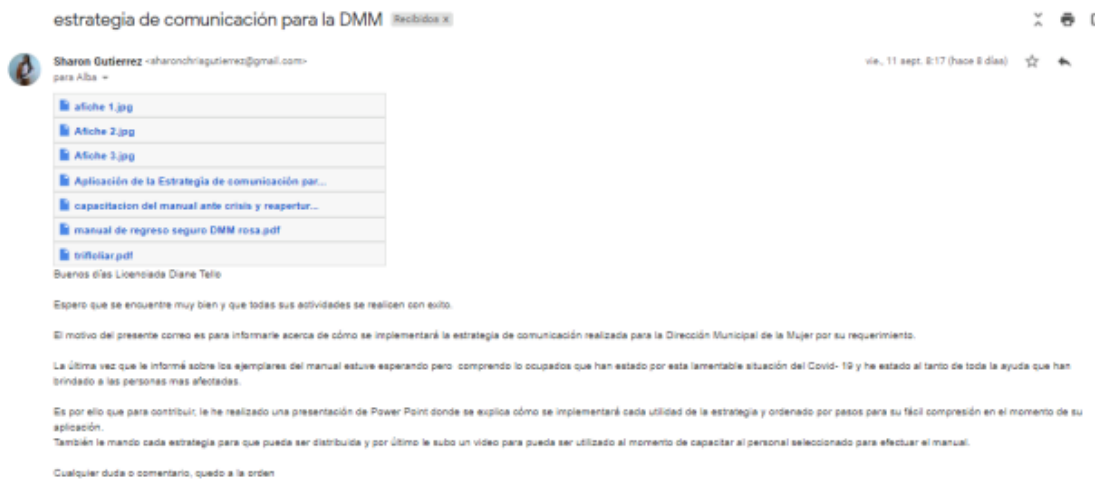 estrategia de comunicación para la DMM Recibidos x
Sharon Gutierrez <sharonchrisgutierrez@gmail.com>
vie., 11 sept. 8:17 (hace 8 días)
para Alba
afiche 1.jpg
Afiche 2.jpg
Afiche 3.jpg
Aplicación de la Estrategia de comunicación par...
capacitacion del manual ante crisis y reapertur...
manual de regreso seguro DMM rosa.pdf
trifoliar.pdf
Buenos días Licenciada Diane Tello
Espero que se encuentre muy bien y que todas sus actividades se realicen con exito.
El motivo del presente correo es para informarle acerca de cómo se implementará la estrategia de comunicación realizada para la Dirección Municipal de la Mujer por su requerimiento.
La última vez que le informé sobre los ejemplares del manual estuve esperando pero comprendo lo ocupados que han estado por esta lamentable situación del Covid- 19 y he estado al tanto de toda la ayuda que han
brindado a las personas mas afectadas.
Es por ello que para contribuir, le he realizado una presentación de Power Point donde se explica cómo se implementará cada utilidad de la estrategia y ordenado por pasos para su fácil compresión en el momento de su
aplicación.
También le mando cada estrategia para que pueda ser distribuida y por último le subo un video para pueda ser utilizado al momento de capacitar al personal seleccionado para efectuar el manual.
Cualquier duda o comentario, quedo a la orden